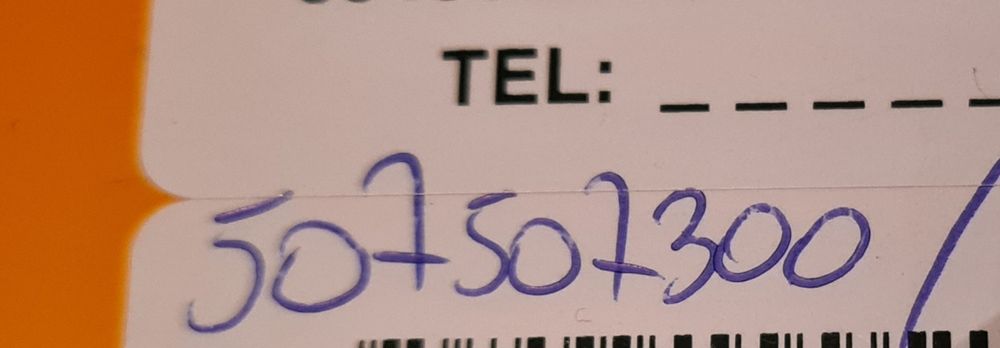 TEL: _ _ _ _ _
507507300/